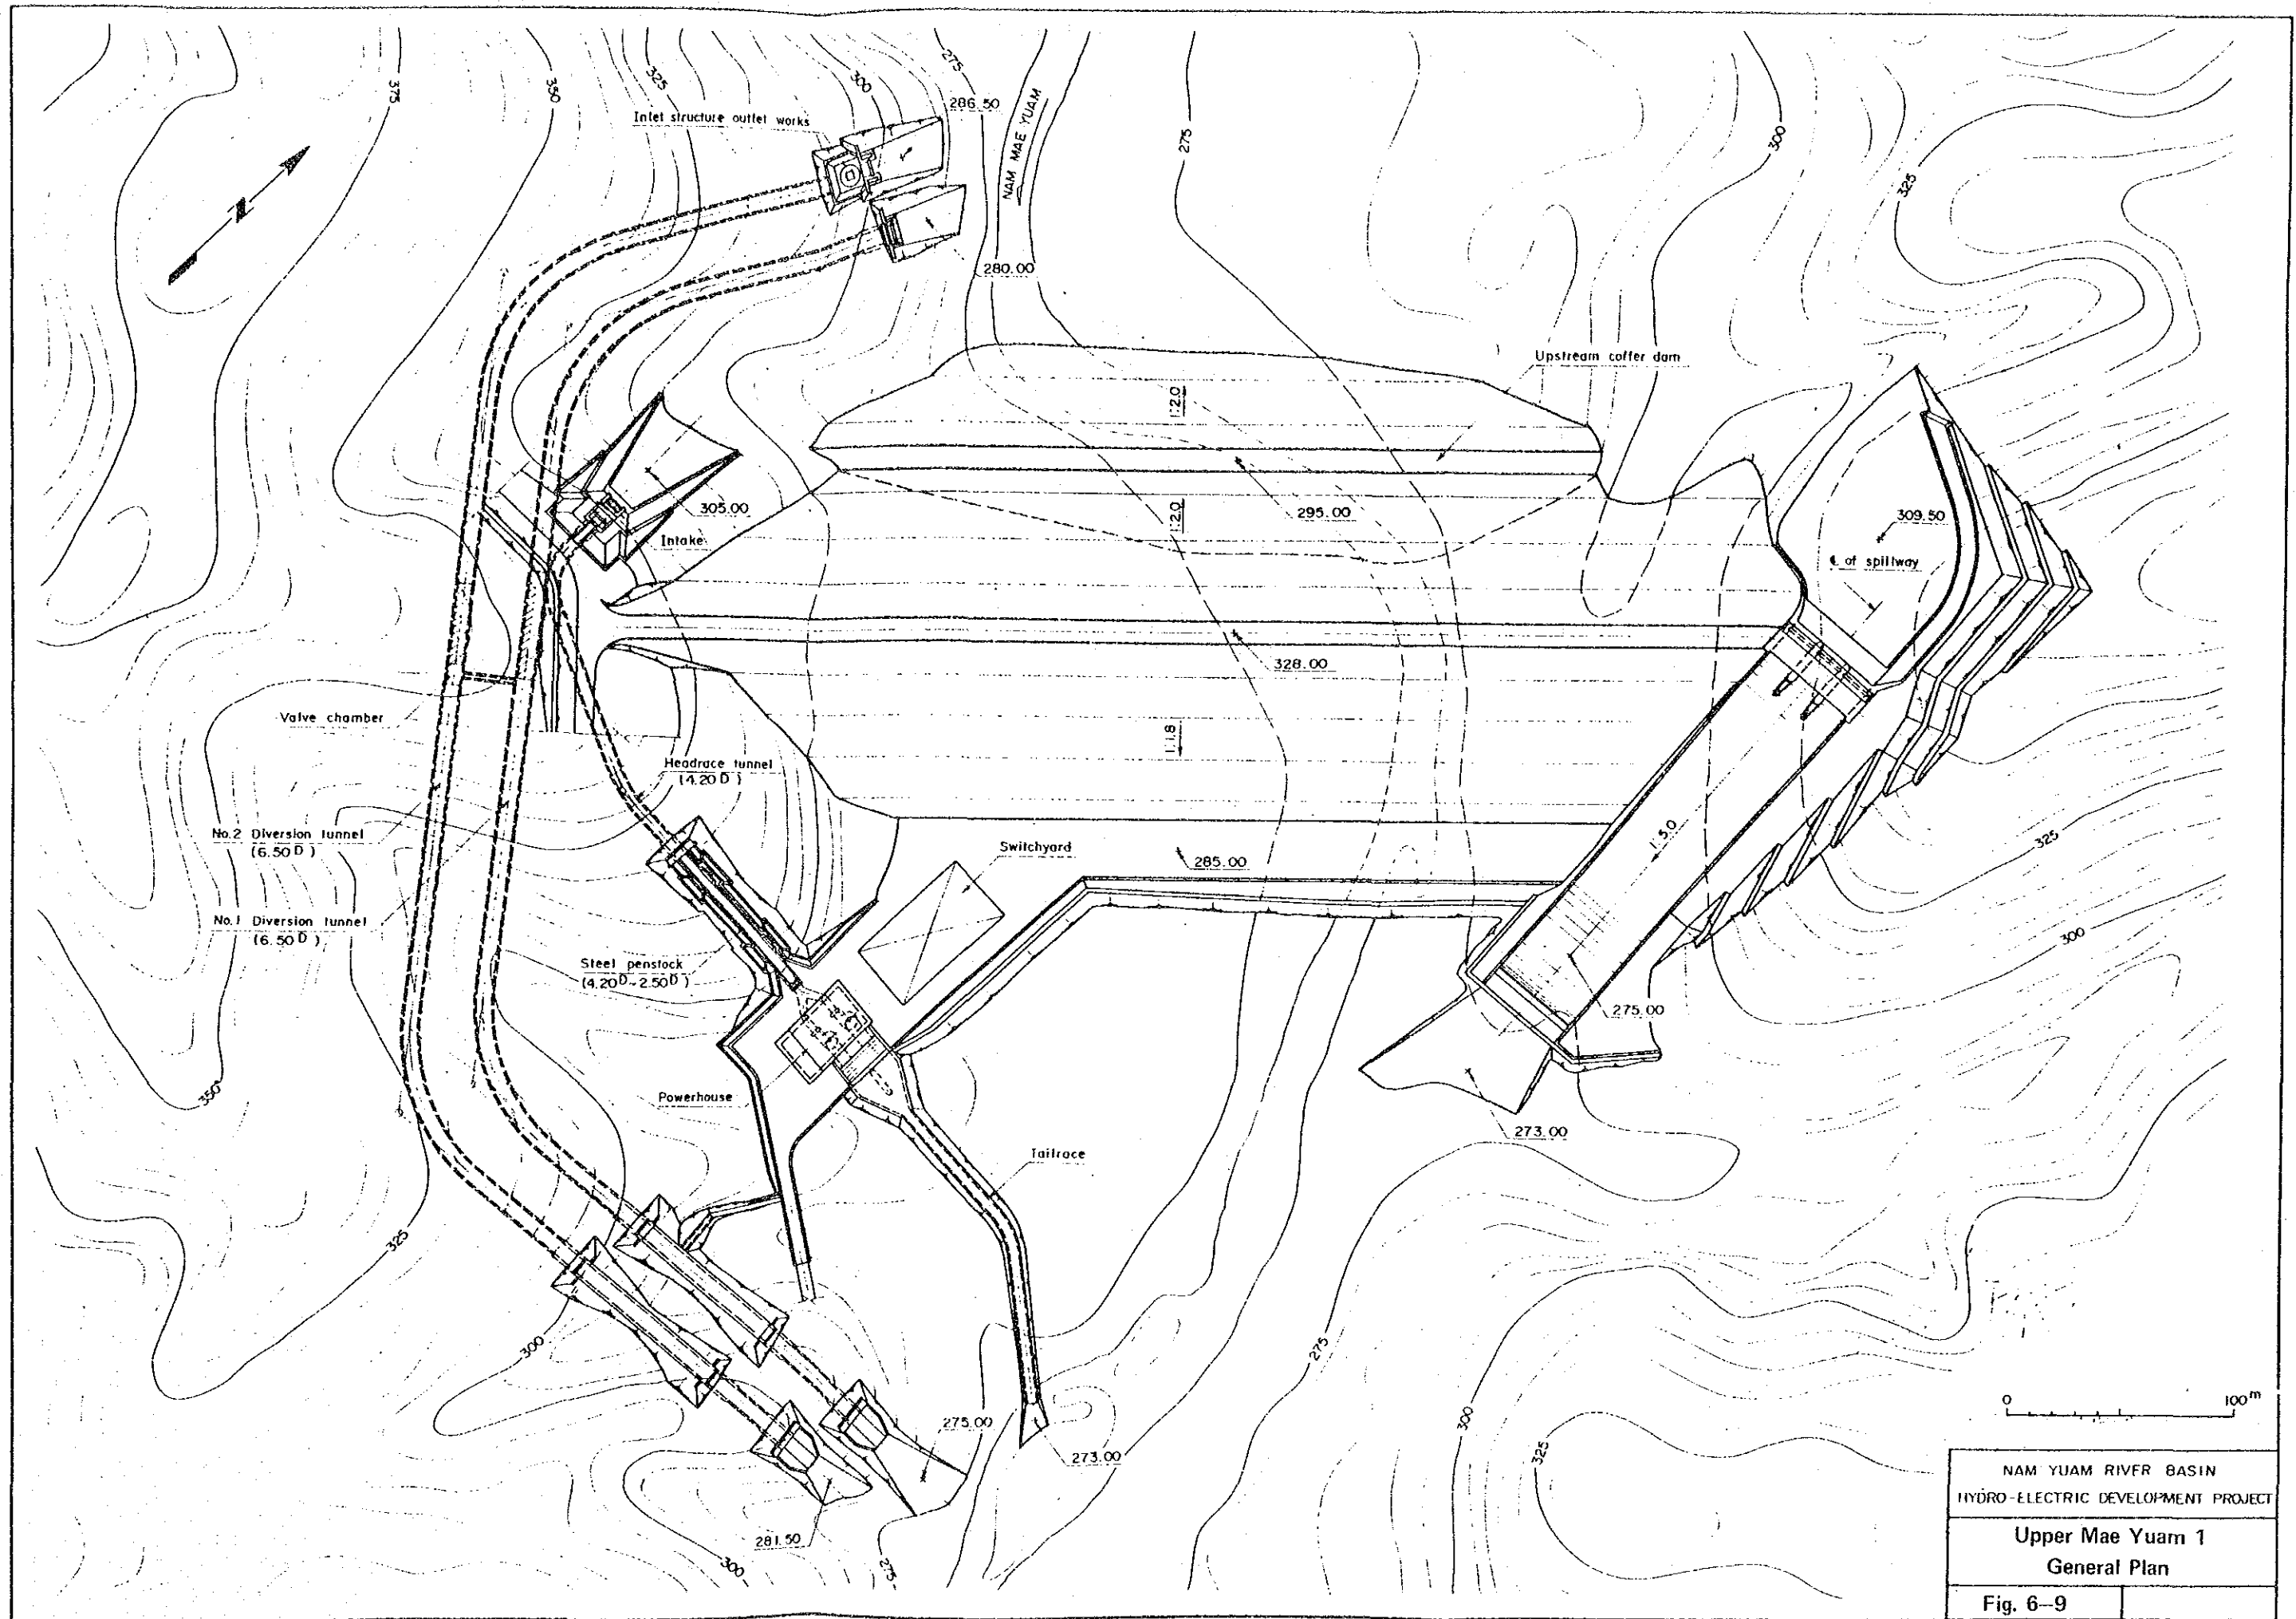 375
350
325
300
275
286.50
NAM MAE YUAM
275
300
325
Inlet structure outlet works
N
280.00
Upstream coffer dam
1:2.0
305.00
1:2.0
295.00
309.50
Intake
℄ of spillway
328.00
Valve chamber
1:1.8
Headrace tunnel
(4.20 D)
No.2 Diversion tunnel
(6.50 D)
Switchyard
1:5.0
325
285.00
No.1 Diversion tunnel
(6.50 D)
300
Steel penstock
(4.20D~2.50D)
275.00
350
Powerhouse
273.00
Tailrace
325
300
275
0 100m
275.00
300
325
273.00
281.50
300
275
NAM YUAM RIVER BASIN
HYDRO-ELECTRIC DEVELOPMENT PROJECT
Upper Mae Yuam 1
General Plan
Fig. 6-9